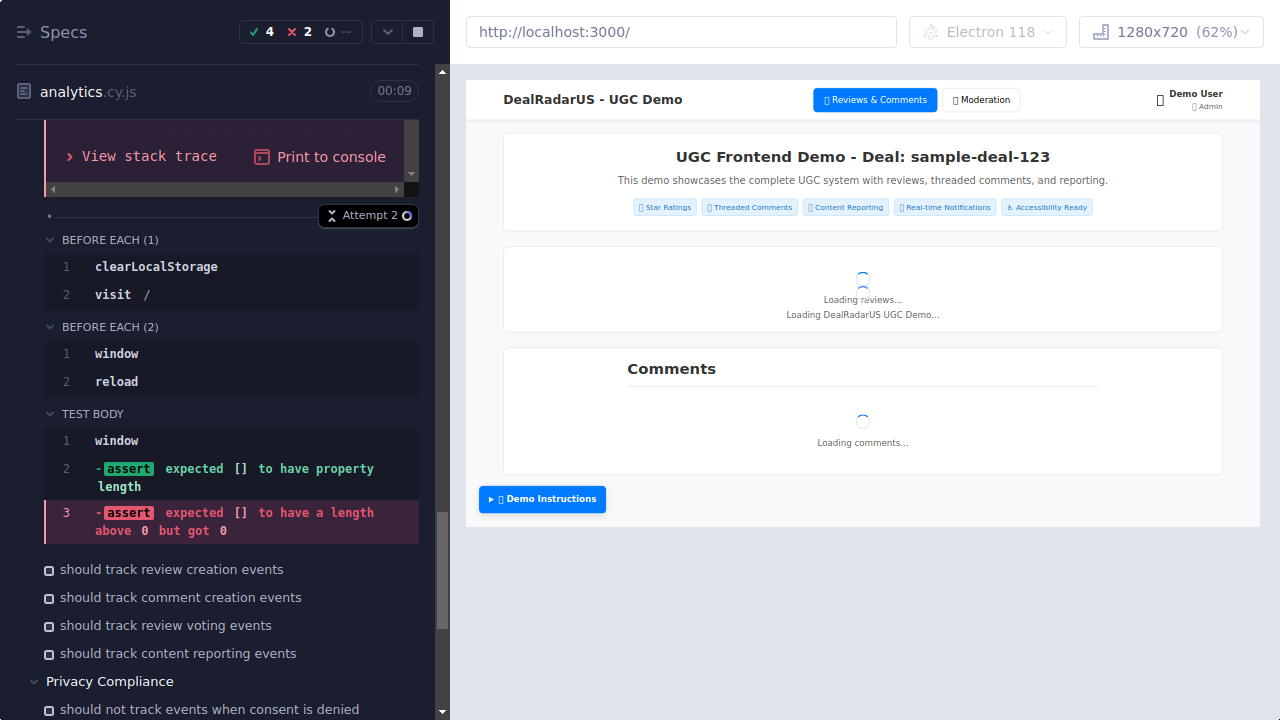 Specs
4
2
--
analytics.cy.js
00:09
View stack trace
Print to console
Attempt 2
BEFORE EACH (1)
1 clearLocalStorage
2 visit /
BEFORE EACH (2)
1 window
2 reload
TEST BODY
1 window
2 -assert expected [] to have property
length
3 -assert expected [] to have a length
above 0 but got 0
should track review creation events
should track comment creation events
should track review voting events
should track content reporting events
Privacy Compliance
should not track events when consent is denied
http://localhost:3000/
Electron 118
1280x720 (62%)
DealRadarUS - UGC Demo
Reviews & Comments
Moderation
Demo User
Admin
UGC Frontend Demo - Deal: sample-deal-123
This demo showcases the complete UGC system with reviews, threaded comments, and reporting.
Star Ratings
Threaded Comments
Content Reporting
Real-time Notifications
♿ Accessibility Ready
Loading reviews...
Loading DealRadarUS UGC Demo...
Comments
Loading comments...
Demo Instructions